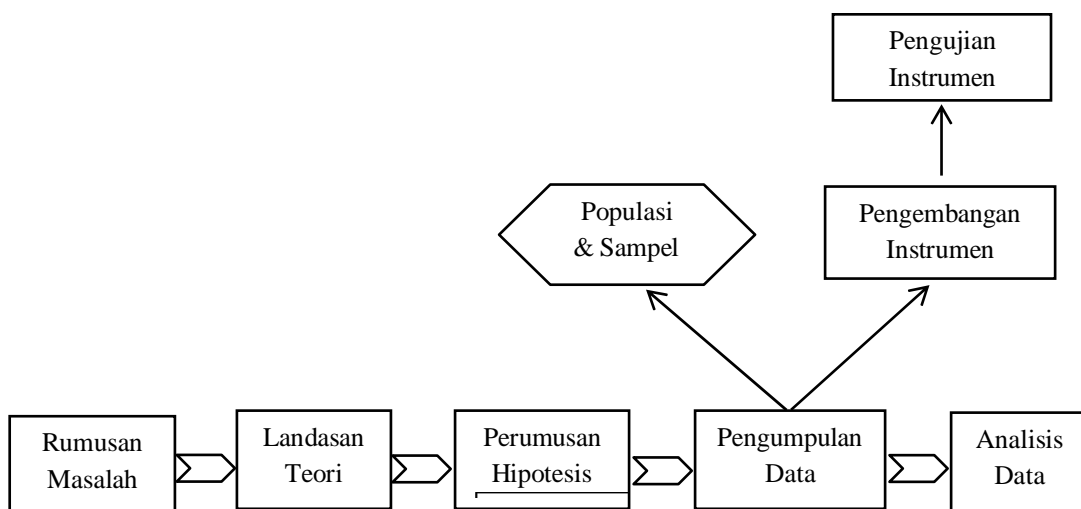 Pengujian
Instrumen
Populasi
& Sampel
Pengembangan
Instrumen
Rumusan
Masalah
Landasan
Teori
Perumusan
Hipotesis
Pengumpulan
Data
Analisis
Data